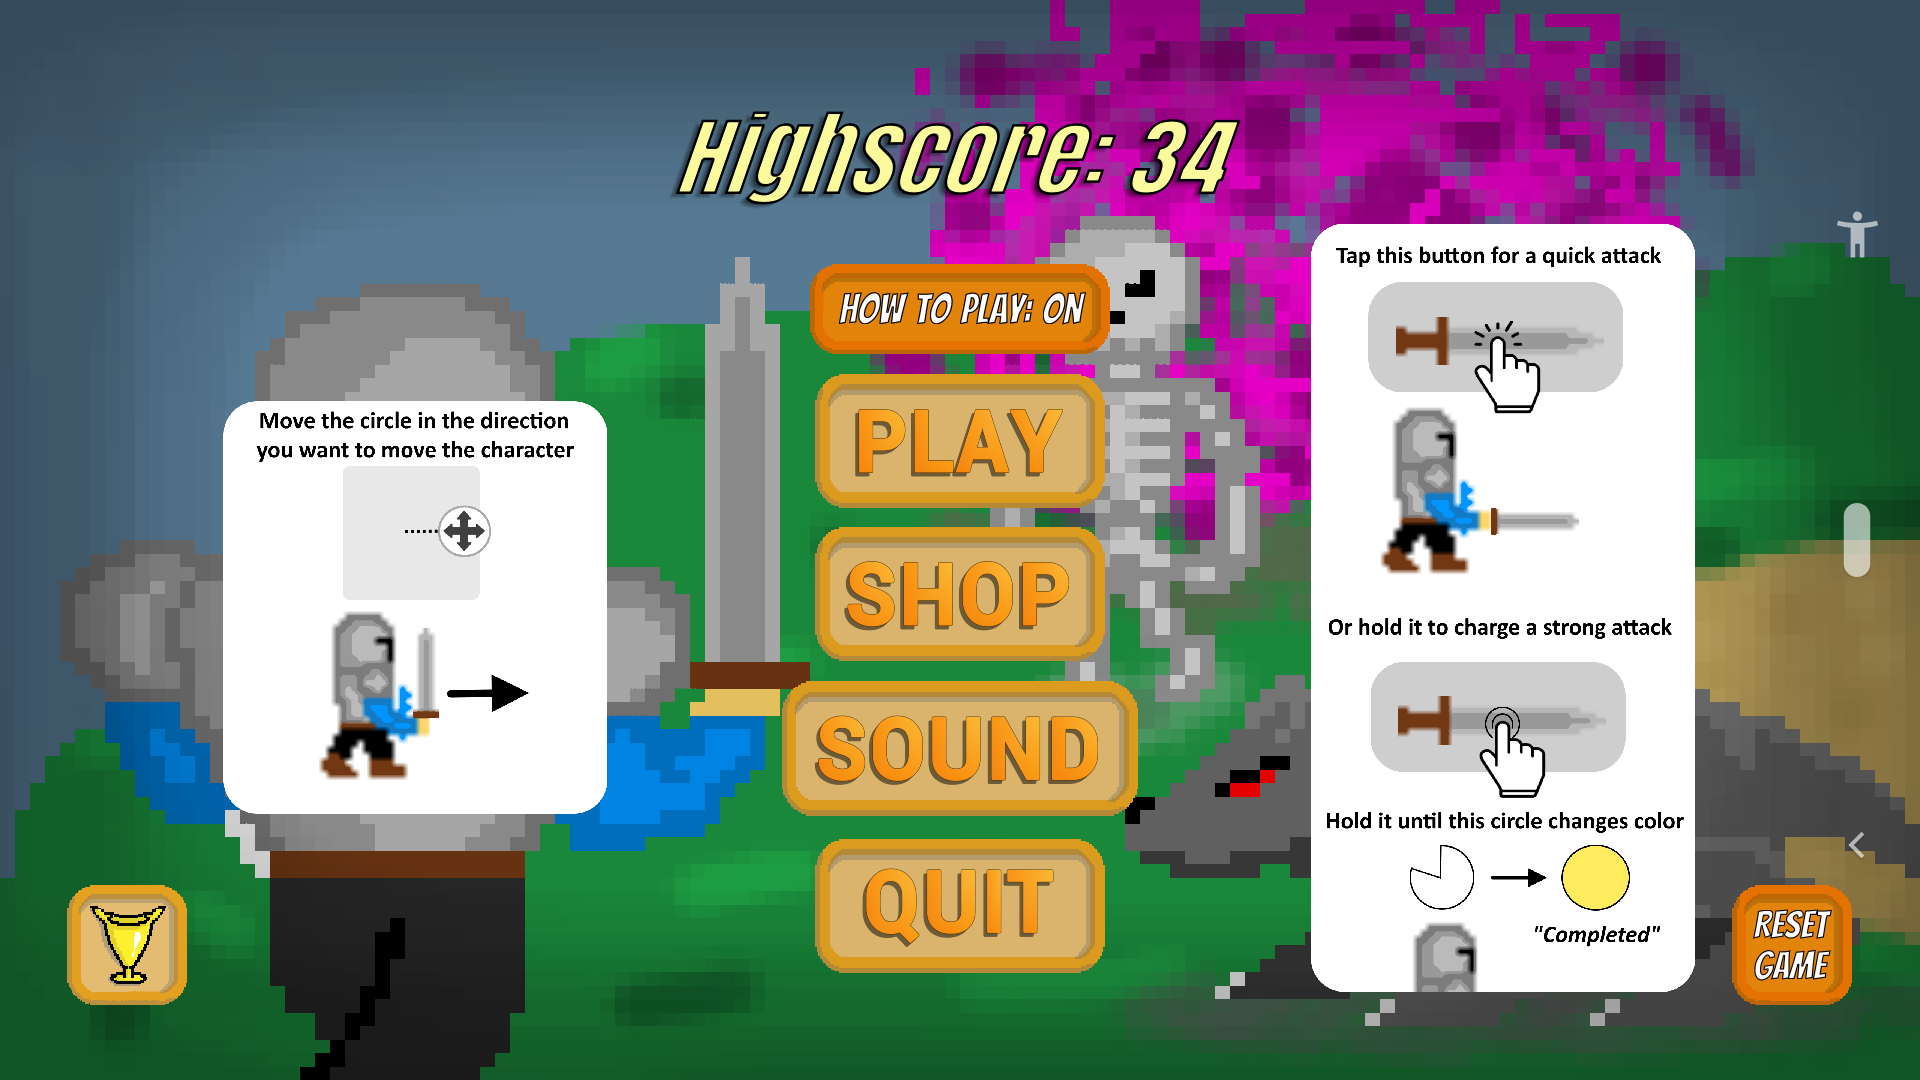 Highscore: 34
HOW TO PLAY: ON
PLAY
SHOP
SOUND
QUIT
Move the circle in the direction
you want to move the character
Tap this button for a quick attack
Or hold it to charge a strong attack
Hold it until this circle changes color
"Completed"
RESET
GAME